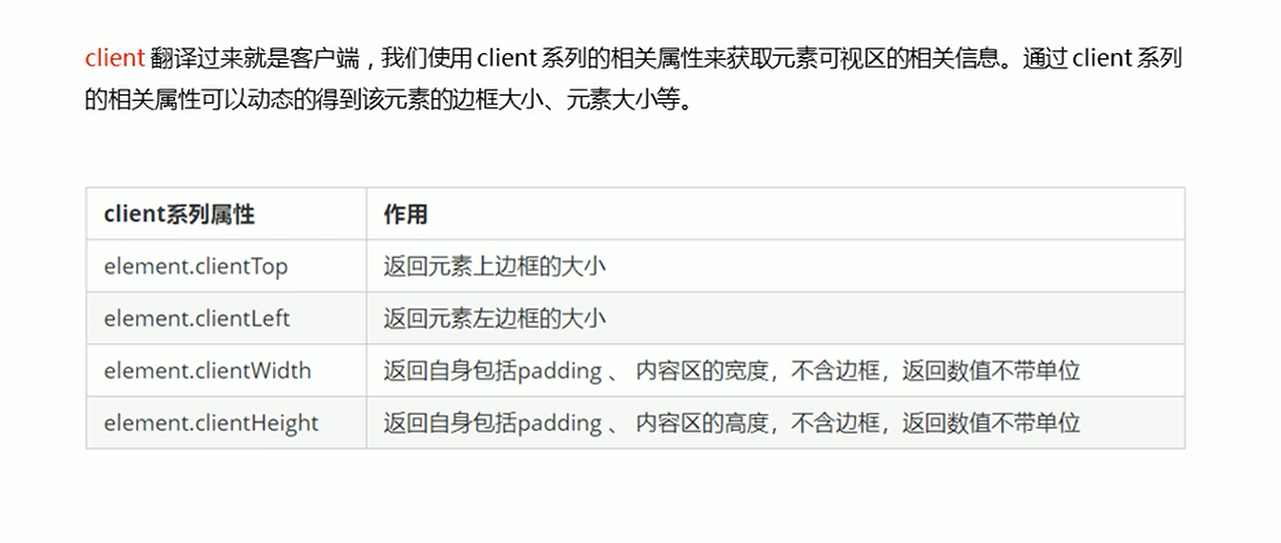 client 翻译过来就是客户端，我们使用 client 系列的相关属性来获取元素可视区的相关信息。通过 client 系列
的相关属性可以动态的得到该元素的边框大小、元素大小等。
client系列属性 作用
element.clientTop 返回元素上边框的大小
element.clientLeft 返回元素左边框的大小
element.clientWidth 返回自身包括padding 、 内容区的宽度，不含边框，返回数值不带单位
element.clientHeight 返回自身包括padding 、 内容区的高度，不含边框，返回数值不带单位